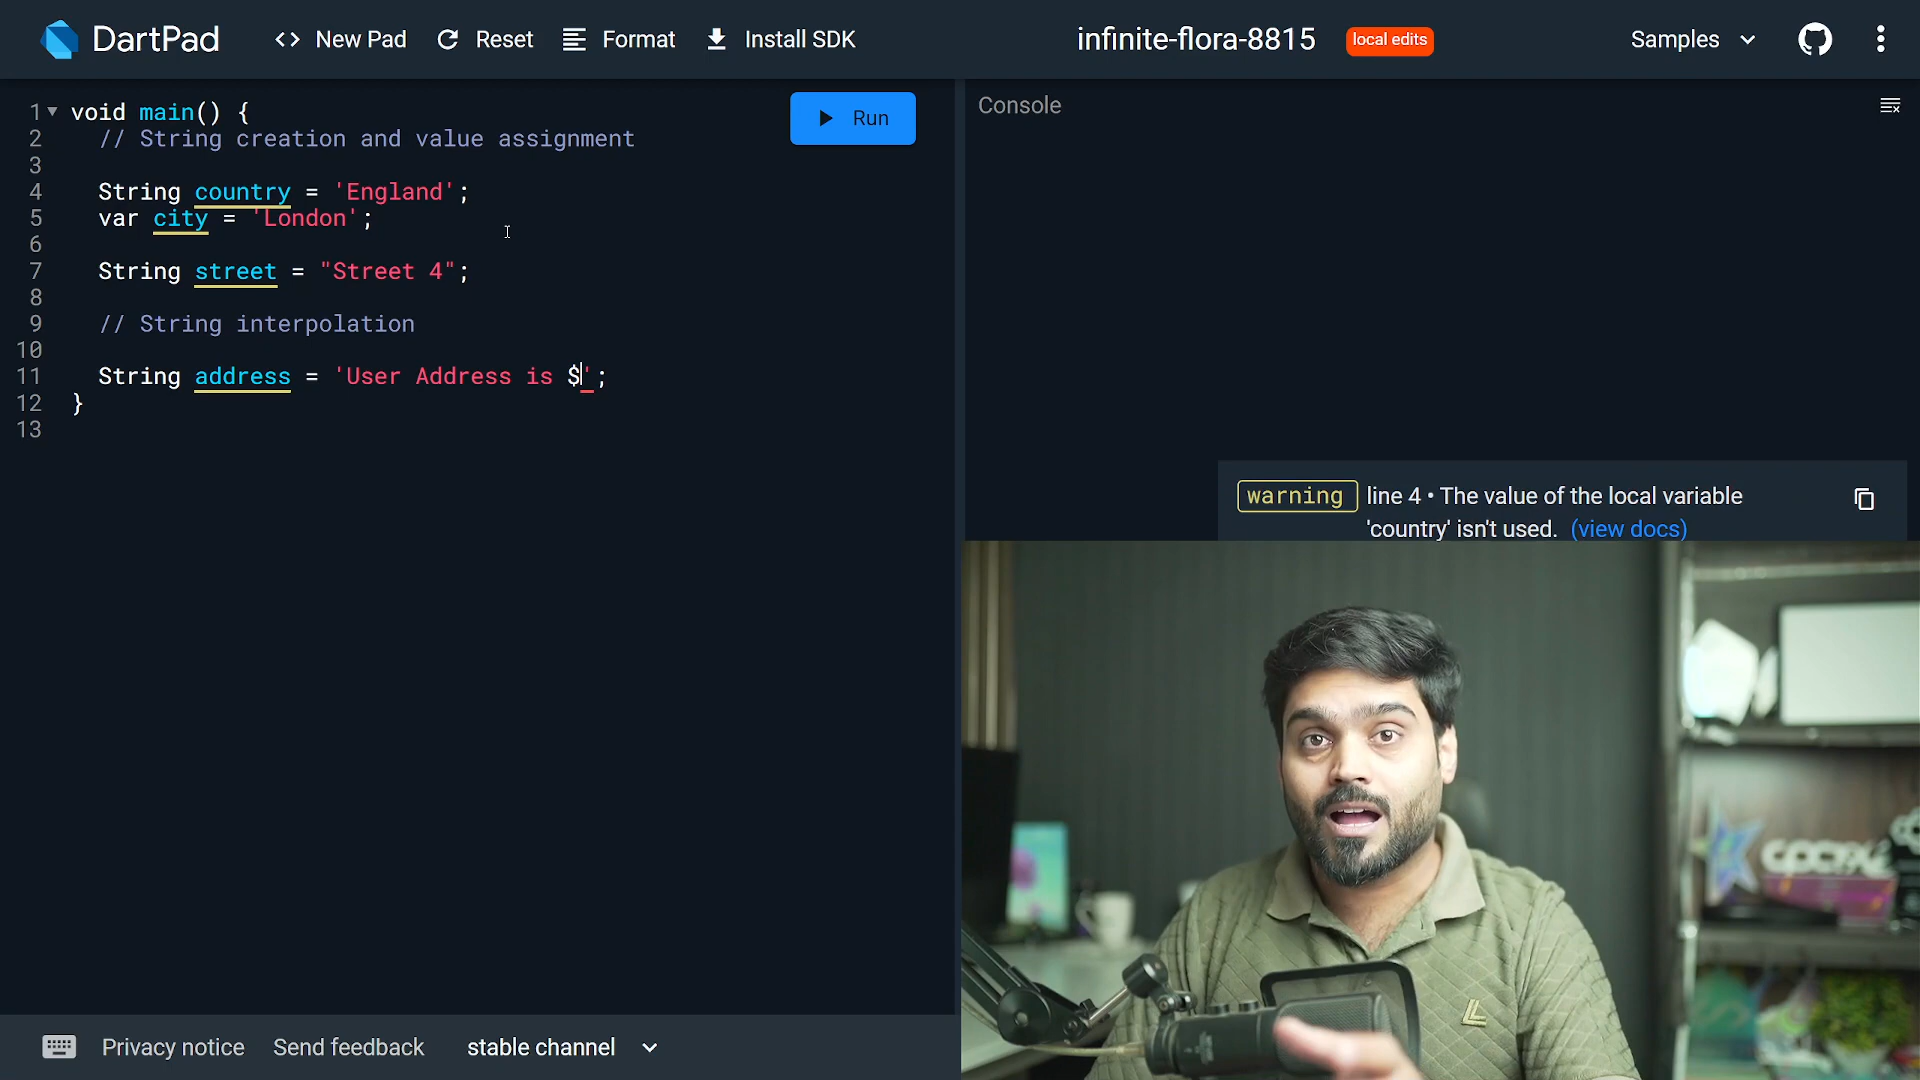 DartPad
<> New Pad
Reset
Format
Install SDK
infinite-flora-8815
local edits
Samples
1 void main() {
2 // String creation and value assignment
3
4 String country = 'England';
5 var city = 'London';
6
7 String street = "Street 4";
8
9 // String interpolation
10
11 String address = 'User Address is $';
12 }
13
Run
Console
warning line 4 • The value of the local variable
'country' isn't used. (view docs)
Privacy notice
Send feedback
stable channel